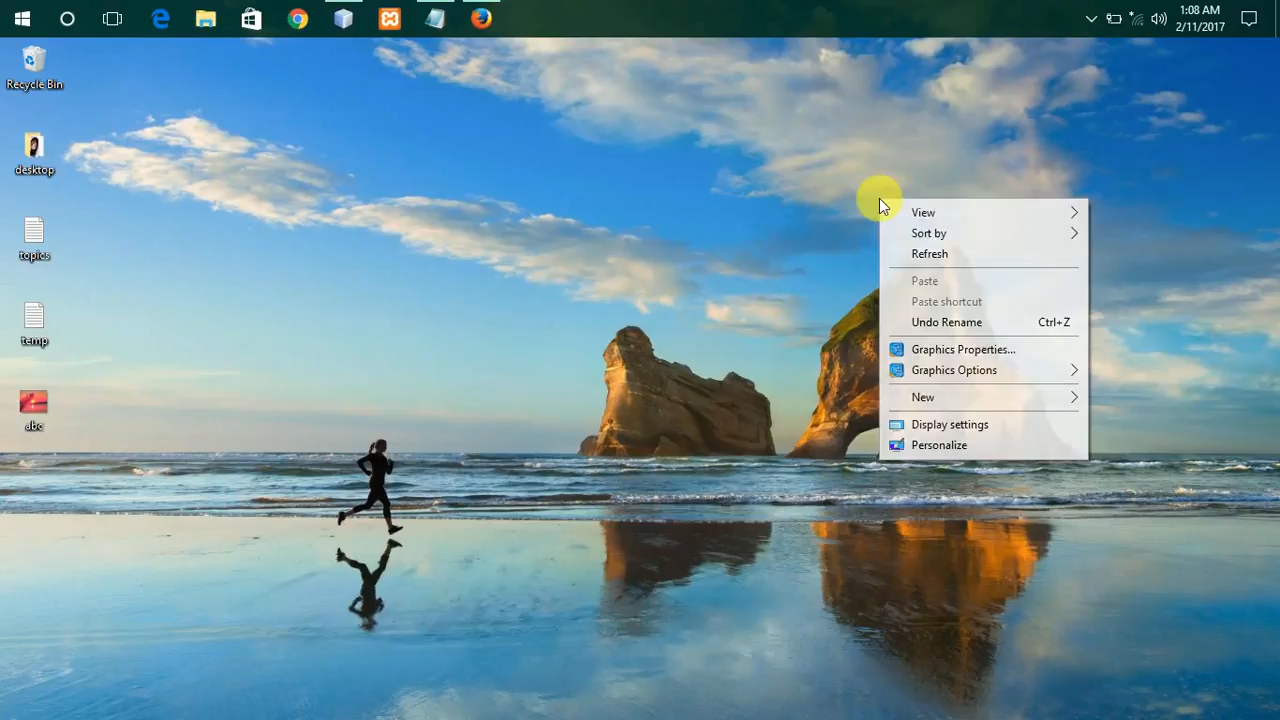 1:08 AM
2/11/2017
Recycle Bin
desktop
topics
temp
abc
View
Sort by
Refresh
Paste
Paste shortcut
Undo Rename Ctrl+Z
Graphics Properties...
Graphics Options
New
Display settings
Personalize